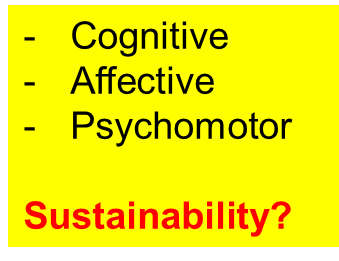 - Cognitive
- Affective
- Psychomotor
Sustainability?